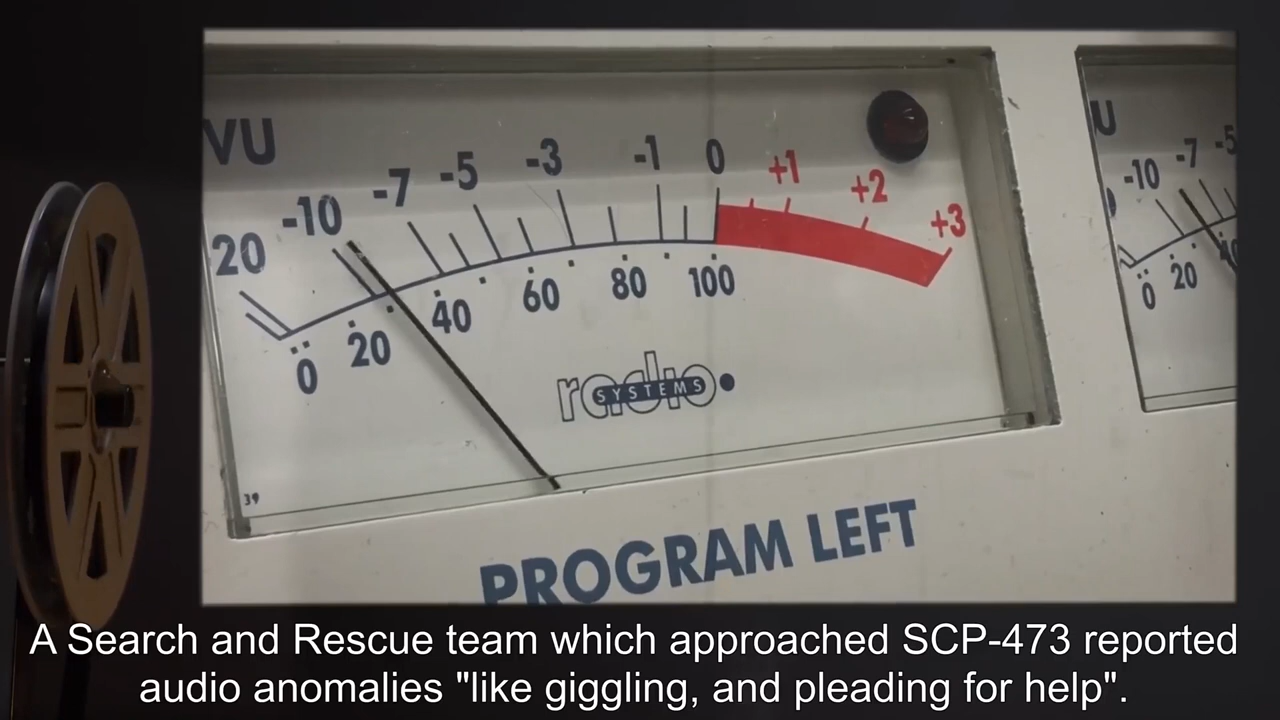 VU
20 -10 -7 -5 -3 -1 0 +1 +2 +3
0 20 40 60 80 100
radio
SYSTEMS
39
PROGRAM LEFT
U
-10 -7 -5
0 20 40
A Search and Rescue team which approached SCP-473 reported
audio anomalies "like giggling, and pleading for help".